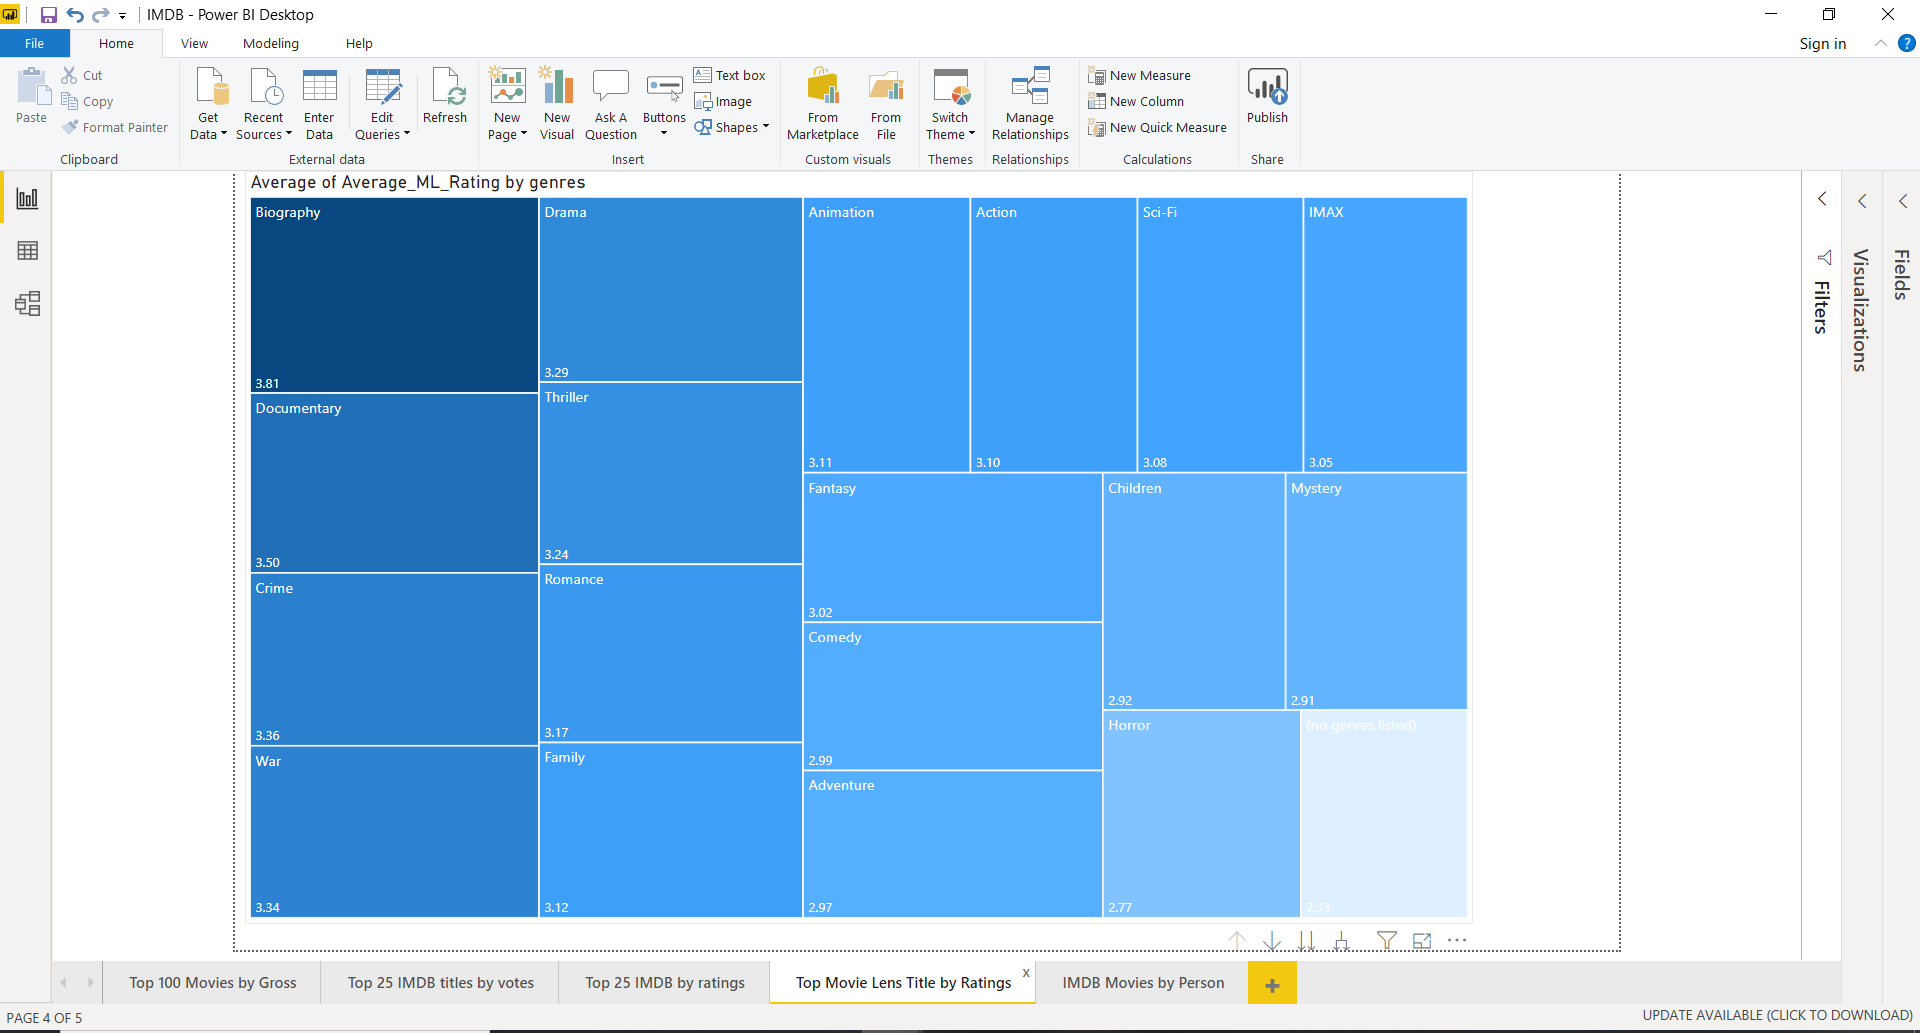 IMDB - Power BI Desktop
File Home View Modeling Help Sign in ?
Paste
Cut
Copy
Format Painter
Clipboard
Get Data
Recent Sources
Enter Data
Edit Queries
Refresh
External data
New Page
New Visual
Ask A Question
Buttons
Text box
Image
Shapes
Insert
From Marketplace
From File
Custom visuals
Switch Theme
Themes
Manage Relationships
Relationships
New Measure
New Column
New Quick Measure
Calculations
Publish
Share
Average of Average_ML_Rating by genres
Biography
3.81
Documentary
3.50
Crime
3.36
War
3.34
Drama
3.29
Thriller
3.24
Romance
3.17
Family
3.12
Animation
3.11
Action
3.10
Sci-Fi
3.08
IMAX
3.05
Fantasy
3.02
Comedy
2.99
Adventure
2.97
Children
2.92
Mystery
2.91
Horror
2.77
(no genres listed)
2.33
Filters
Visualizations
Fields
Top 100 Movies by Gross
Top 25 IMDB titles by votes
Top 25 IMDB by ratings
Top Movie Lens Title by Ratings x
IMDB Movies by Person
+
PAGE 4 OF 5
UPDATE AVAILABLE (CLICK TO DOWNLOAD)